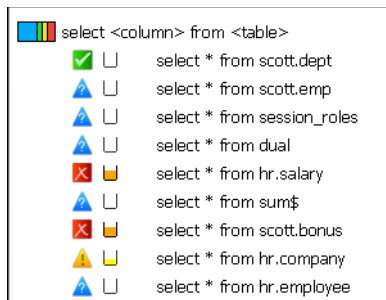 select <column> from <table>
select * from scott.dept
select * from scott.emp
select * from session_roles
select * from dual
select * from hr.salary
select * from sum$
select * from scott.bonus
select * from hr.company
select * from hr.employee